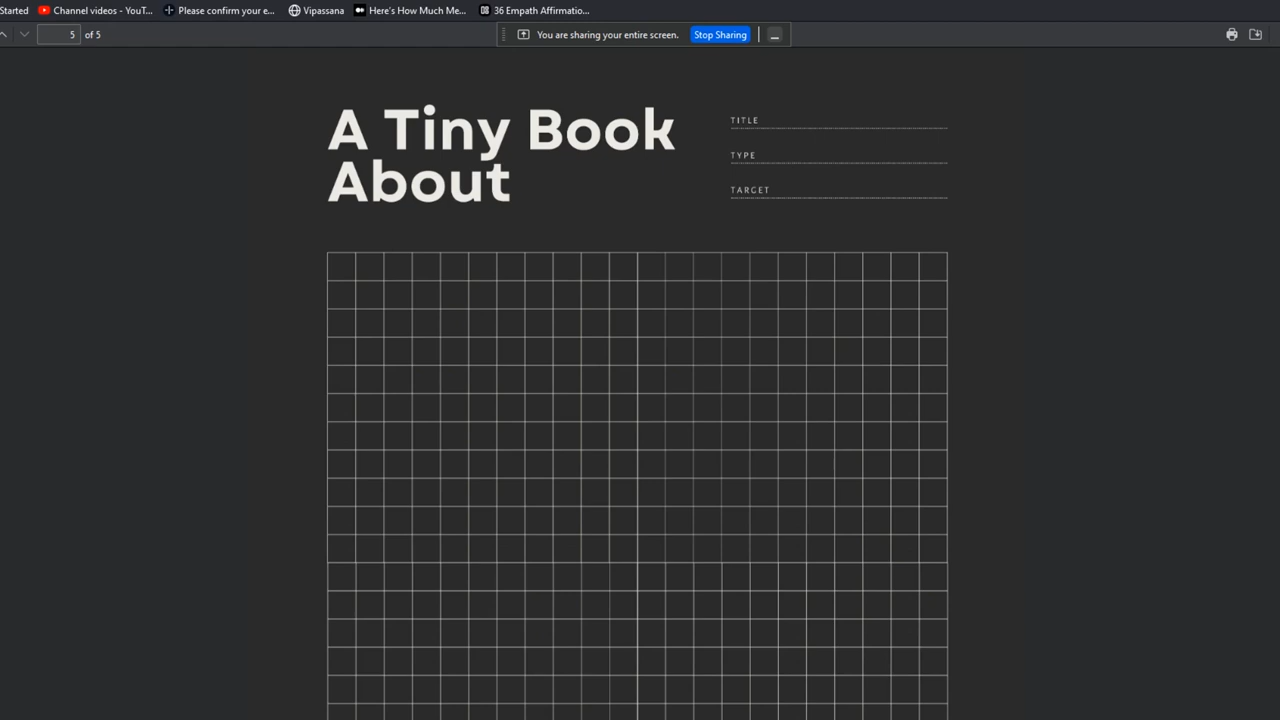 Started
Channel videos - YouT...
Please confirm your e...
Vipassana
Here's How Much Me...
36 Empath Affirmatio...
5 of 5
You are sharing your entire screen.
Stop Sharing
A Tiny Book
About
TITLE
TYPE
TARGET